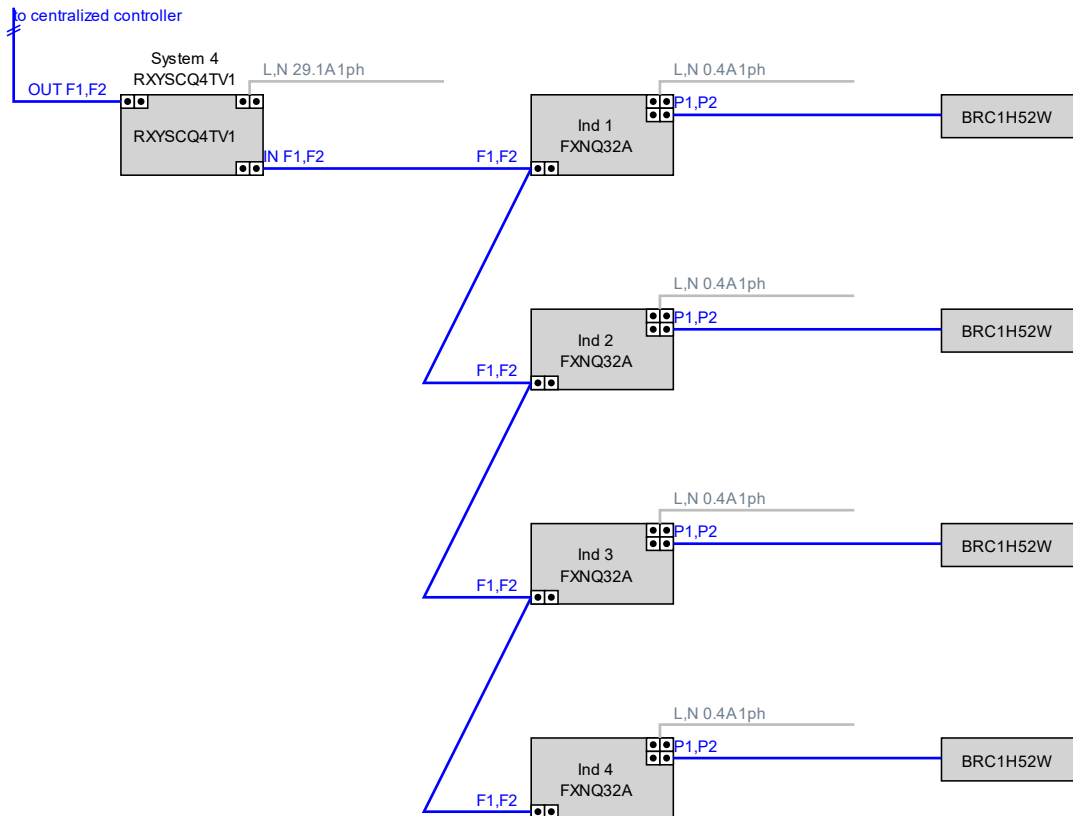 to centralized controller
System 4
RXYSCQ4TV1
L,N 29.1A1ph
OUT F1,F2
RXYSCQ4TV1
IN F1,F2
F1,F2
L,N 0.4A1ph
P1,P2
Ind 1
FXNQ32A
BRC1H52W
L,N 0.4A1ph
P1,P2
Ind 2
FXNQ32A
BRC1H52W
F1,F2
L,N 0.4A1ph
P1,P2
Ind 3
FXNQ32A
BRC1H52W
F1,F2
L,N 0.4A1ph
P1,P2
Ind 4
FXNQ32A
BRC1H52W
F1,F2